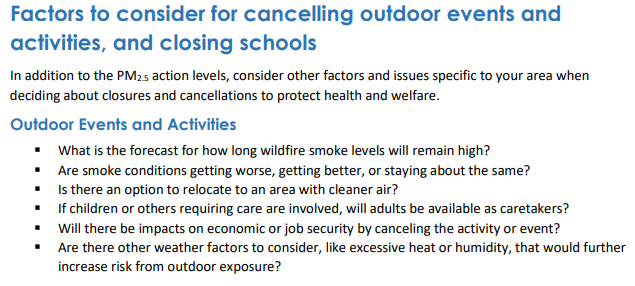 Factors to consider for cancelling outdoor events and
activities, and closing schools
In addition to the PM2.5 action levels, consider other factors and issues specific to your area when
deciding about closures and cancellations to protect health and welfare.
Outdoor Events and Activities
▪ What is the forecast for how long wildfire smoke levels will remain high?
▪ Are smoke conditions getting worse, getting better, or staying about the same?
▪ Is there an option to relocate to an area with cleaner air?
▪ If children or others requiring care are involved, will adults be available as caretakers?
▪ Will there be impacts on economic or job security by canceling the activity or event?
▪ Are there other weather factors to consider, like excessive heat or humidity, that would further
increase risk from outdoor exposure?